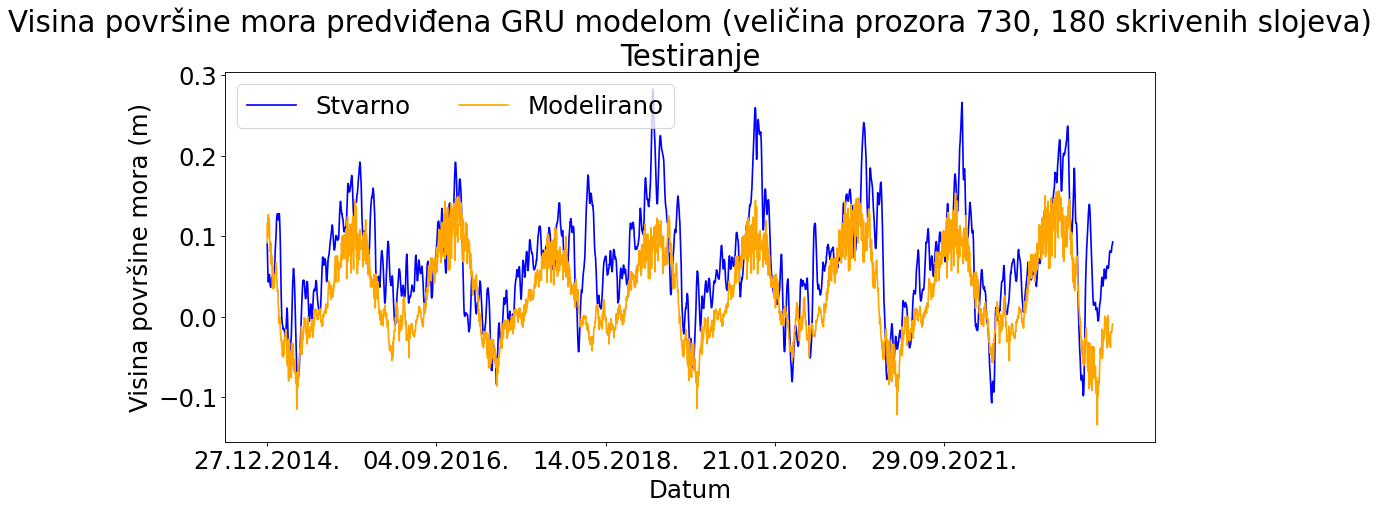 Visina površine mora predviđena GRU modelom (veličina prozora 730, 180 skrivenih slojeva)
Testiranje
Stvarno
Modelirano
Visina površine mora (m)
0.3
0.2
0.1
0.0
−0.1
27.12.2014.
04.09.2016.
14.05.2018.
21.01.2020.
29.09.2021.
Datum